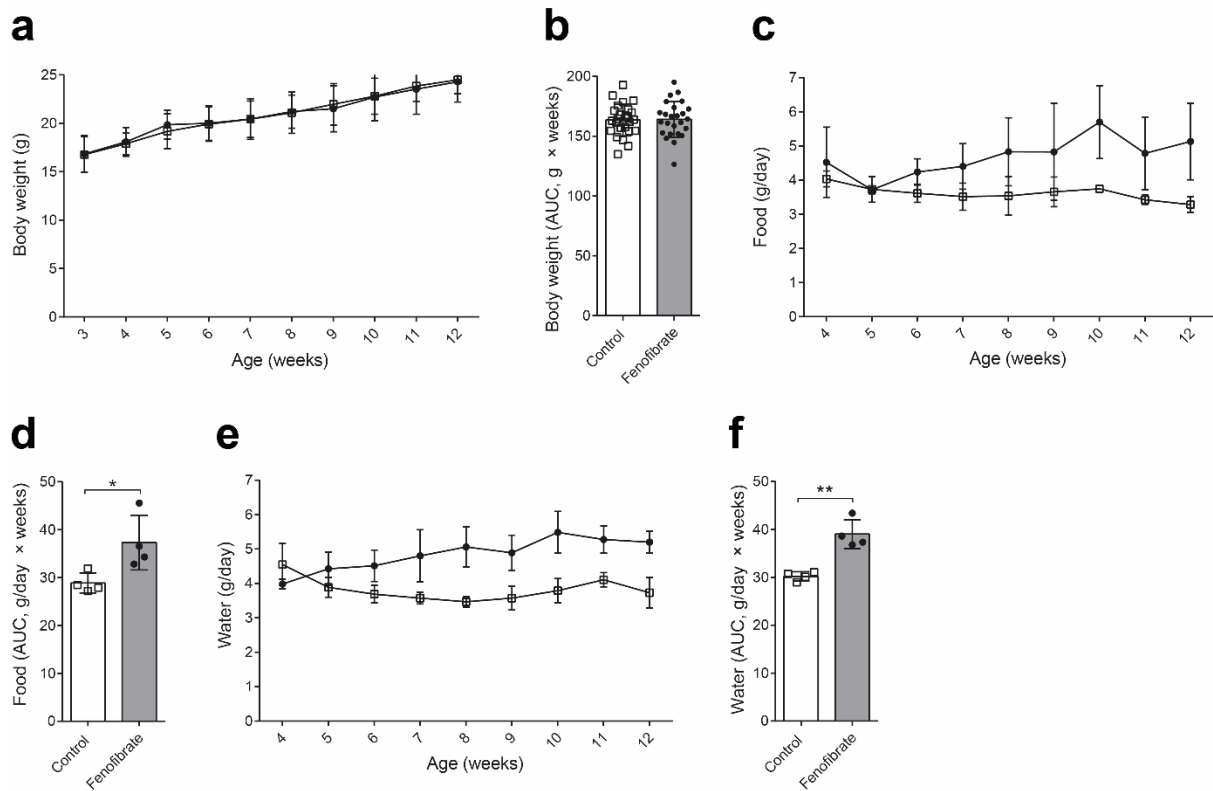 a
Body weight (g)
25
20
15
10
5
0
3 4 5 6 7 8 9 10 11 12
Age (weeks)
b
Body weight (AUC, g × weeks)
200
150
100
50
0
Control
Fenofibrate
c
Food (g/day)
7
6
5
4
3
2
1
0
4 5 6 7 8 9 10 11 12
Age (weeks)
d
Food (AUC, g/day × weeks)
50
40
30
20
10
0
*
Control
Fenofibrate
e
Water (g/day)
7
6
5
4
3
2
1
0
4 5 6 7 8 9 10 11 12
Age (weeks)
f
Water (AUC, g/day × weeks)
50
40
30
20
10
0
**
Control
Fenofibrate